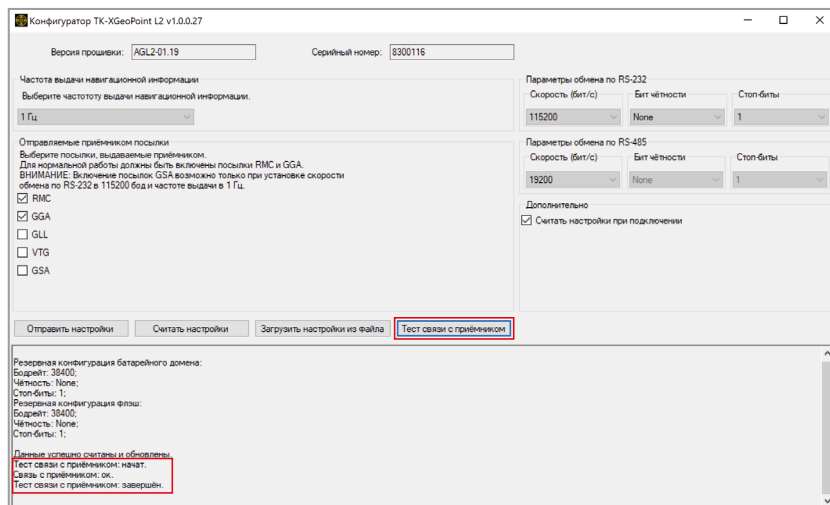 Конфигуратор TK-XGeoPoint L2 v1.0.0.27
Версия прошивки: AGL2-01.19 Серийный номер: 8300116
Частота выдачи навигационной информации
Выберите частототу выдачи навигационной информации.
1 Гц
Отправляемые приёмником посылки
Выберите посылки, выдаваемые приёмником.
Для нормальной работы должны быть включены посылки RMC и GGA.
ВНИМАНИЕ: Включение посылок GSA возможно только при установке скорости
обмена по RS-232 в 115200 бод и частоте выдачи в 1 Гц.
RMC
GGA
GLL
VTG
GSA
Параметры обмена по RS-232
Скорость (бит/с) Бит чётности Стоп-биты
115200 None 1
Параметры обмена по RS-485
Скорость (бит/с) Бит чётности Стоп-биты
19200 None 1
Дополнительно
Считать настройки при подключении
Отправить настройки Считать настройки Загрузить настройки из файла Тест связи с приёмником
Резервная конфигурация батарейного домена:
Бодрейт: 38400;
Чётность: None;
Стоп-биты: 1;
Резервная конфигурация флэш:
Бодрейт: 38400;
Чётность: None;
Стоп-биты: 1;
Данные успешно считаны и обновлены
Тест связи с приёмником: начат.
Связь с приёмником: ок.
Тест связи с приёмником: завершён.